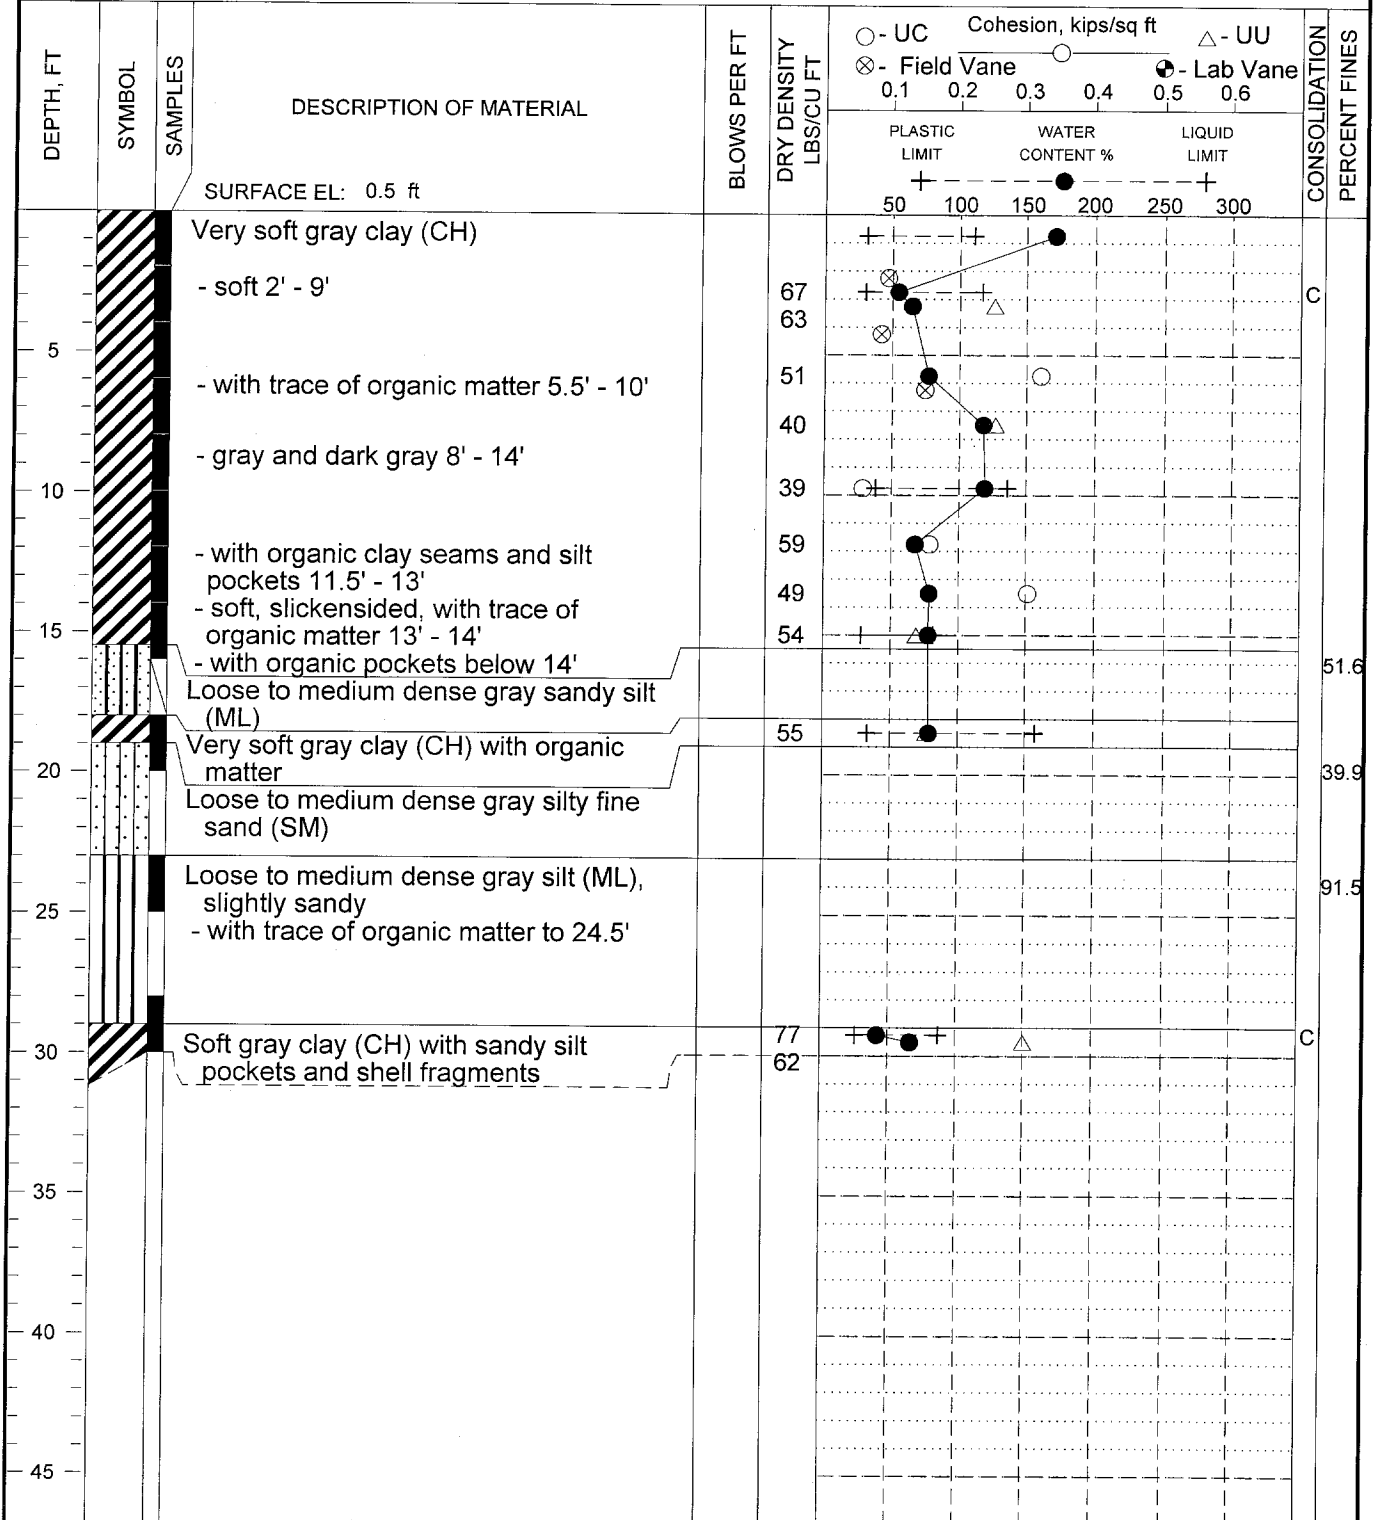 DEPTH, FT
SYMBOL
SAMPLES
DESCRIPTION OF MATERIAL
SURFACE EL: 0.5 ft
BLOWS PER FT
DRY DENSITY
LBS/CU FT
- UC
Cohesion, kips/sq ft
- UU
- Field Vane
- Lab Vane
0.1 0.2 0.3 0.4 0.5 0.6
PLASTIC
LIMIT
WATER
CONTENT %
LIQUID
LIMIT
50 100 150 200 250 300
CONSOLIDATION
PERCENT FINES
Very soft gray clay (CH)
- soft 2' - 9'
67
C
63
5
51
- with trace of organic matter 5.5' - 10'
40
- gray and dark gray 8' - 14'
10
39
- with organic clay seams and silt
pockets 11.5' - 13'
59
- soft, slickensided, with trace of
organic matter 13' - 14'
49
15
54
- with organic pockets below 14'
51.6
Loose to medium dense gray sandy silt
(ML)
Very soft gray clay (CH) with organic
matter
55
20
39.9
Loose to medium dense gray silty fine
sand (SM)
Loose to medium dense gray silt (ML),
slightly sandy
91.5
25
- with trace of organic matter to 24.5'
Soft gray clay (CH) with sandy silt
pockets and shell fragments
77
C
30
62
35
40
45